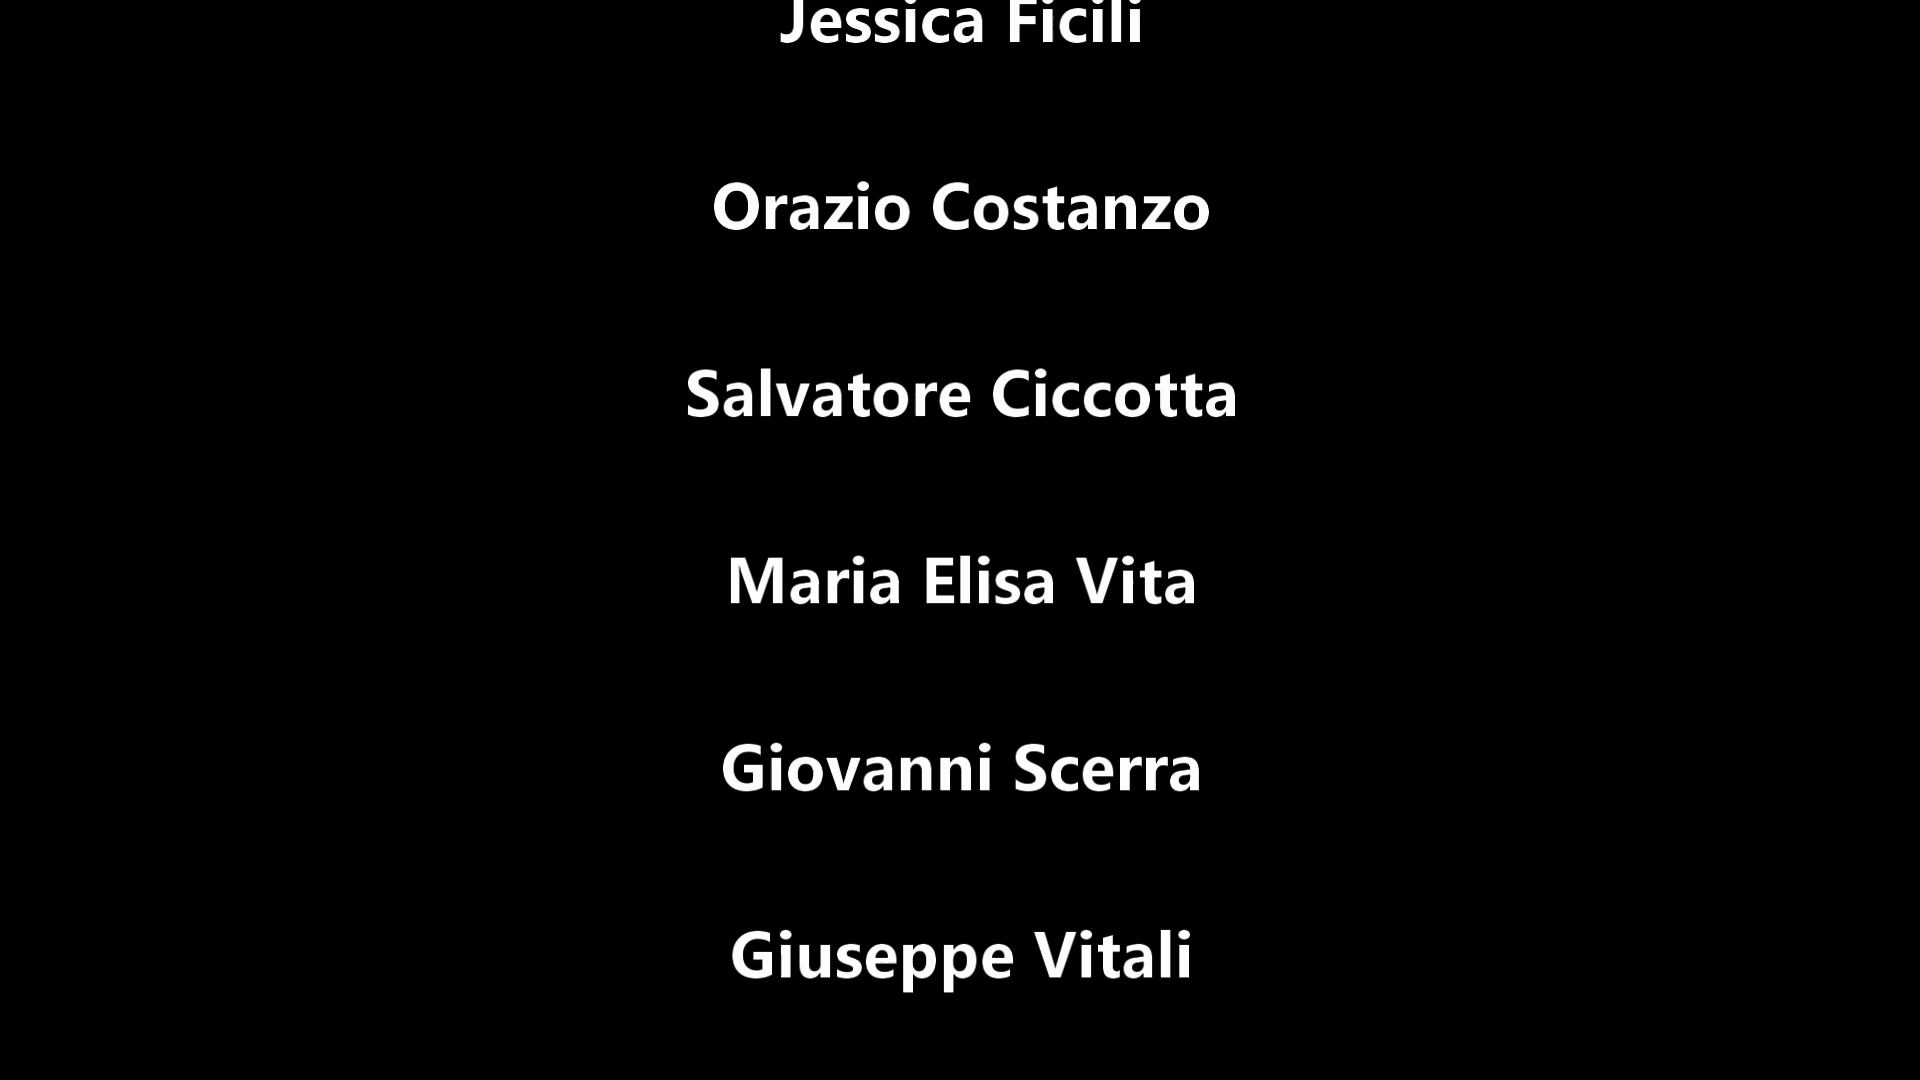 Jessica Ficili
Orazio Costanzo
Salvatore Ciccotta
Maria Elisa Vita
Giovanni Scerra
Giuseppe Vitali